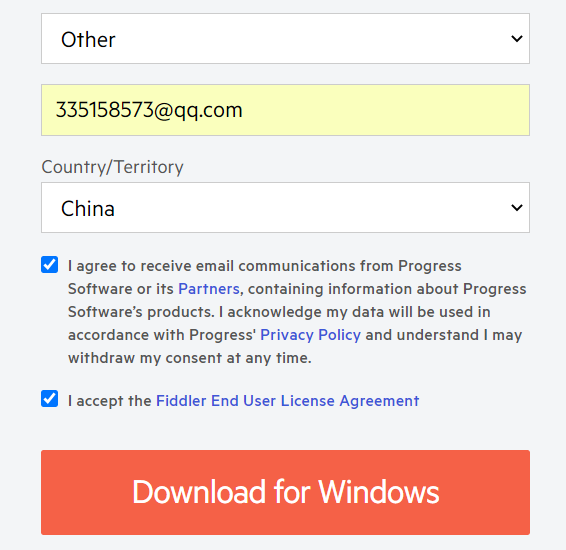 Other
335158573@qq.com
Country/Territory
China
I agree to receive email communications from Progress
Software or its Partners, containing information about Progress
Software's products. I acknowledge my data will be used in
accordance with Progress' Privacy Policy and understand I may
withdraw my consent at any time.
I accept the Fiddler End User License Agreement
Download for Windows